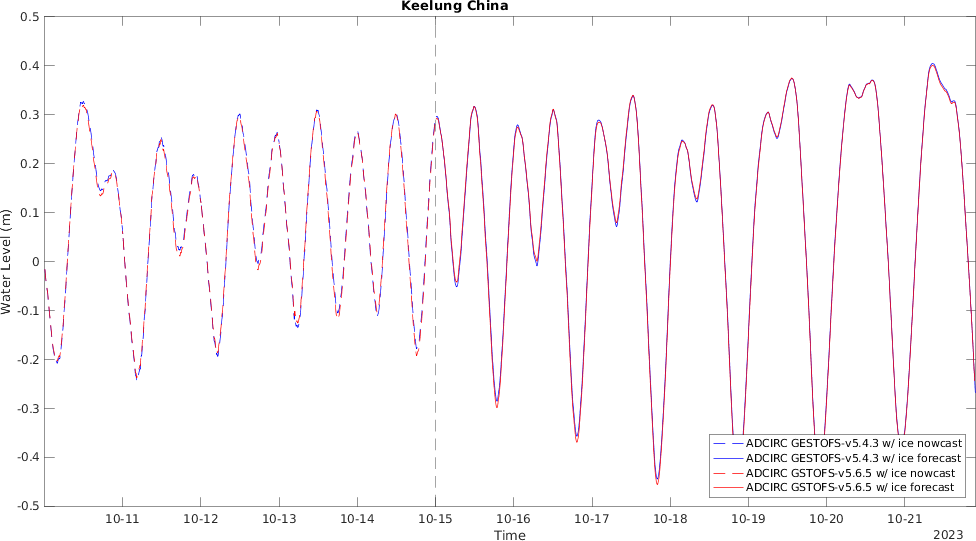 Keelung China
0.5
0.4
0.3
0.2
0.1
0
-0.1
-0.2
-0.3
-0.4
-0.5
Water Level (m)
10-11 10-12 10-13 10-14 10-15 10-16 10-17 10-18 10-19 10-20 10-21
Time
2023
ADCIRC GESTOFS-v5.4.3 w/ ice nowcast
ADCIRC GESTOFS-v5.4.3 w/ ice forecast
ADCIRC GSTOFS-v5.6.5 w/ ice nowcast
ADCIRC GSTOFS-v5.6.5 w/ ice forecast